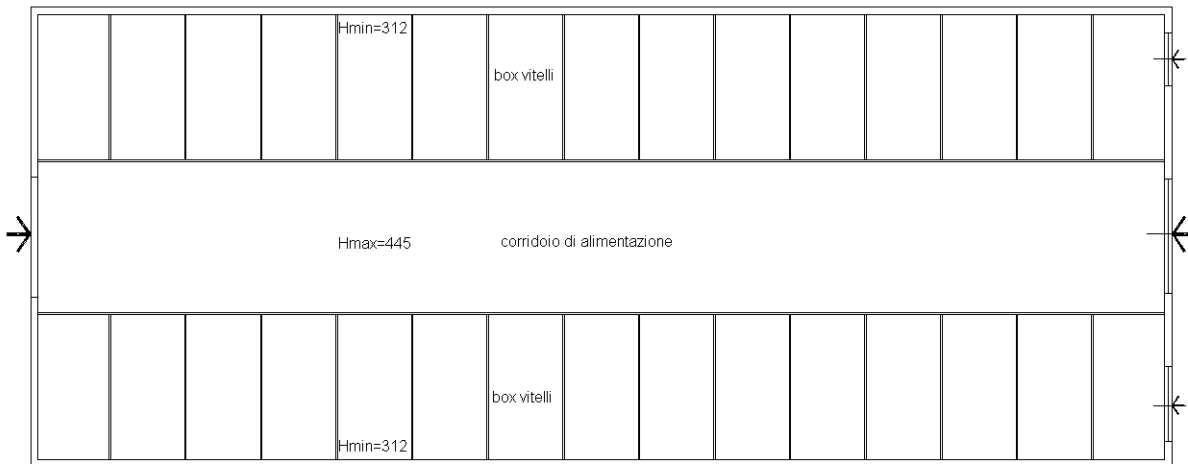 Hmin=312
box vitelli
Hmax=445
corridoio di alimentazione
box vitelli
Hmin=312